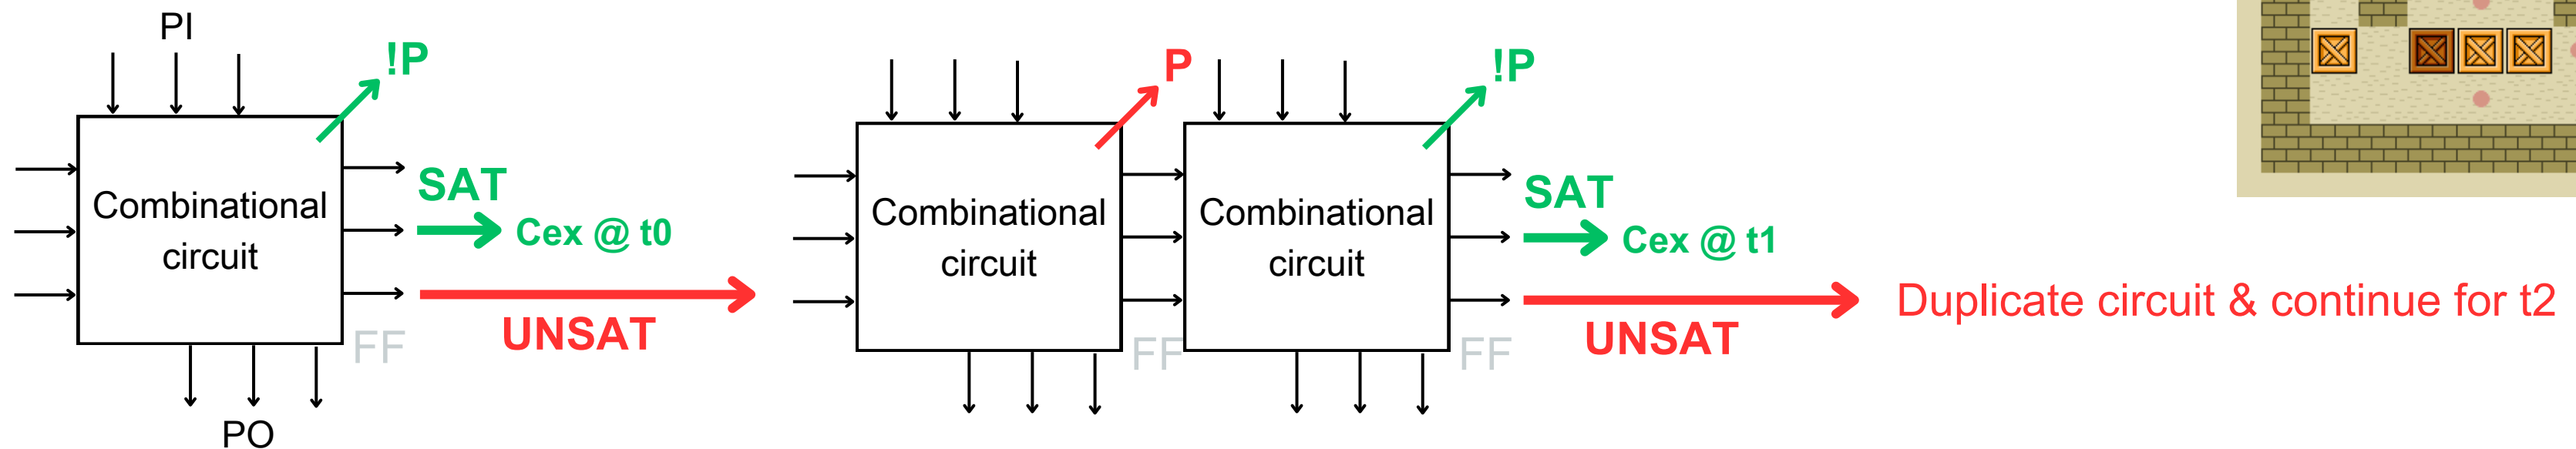 PI
!P
Combinational
circuit
SAT
Cex @ t0
UNSAT
FF
PO
P
!P
Combinational
circuit
FF
Combinational
circuit
SAT
Cex @ t1
UNSAT
FF
Duplicate circuit & continue for t2